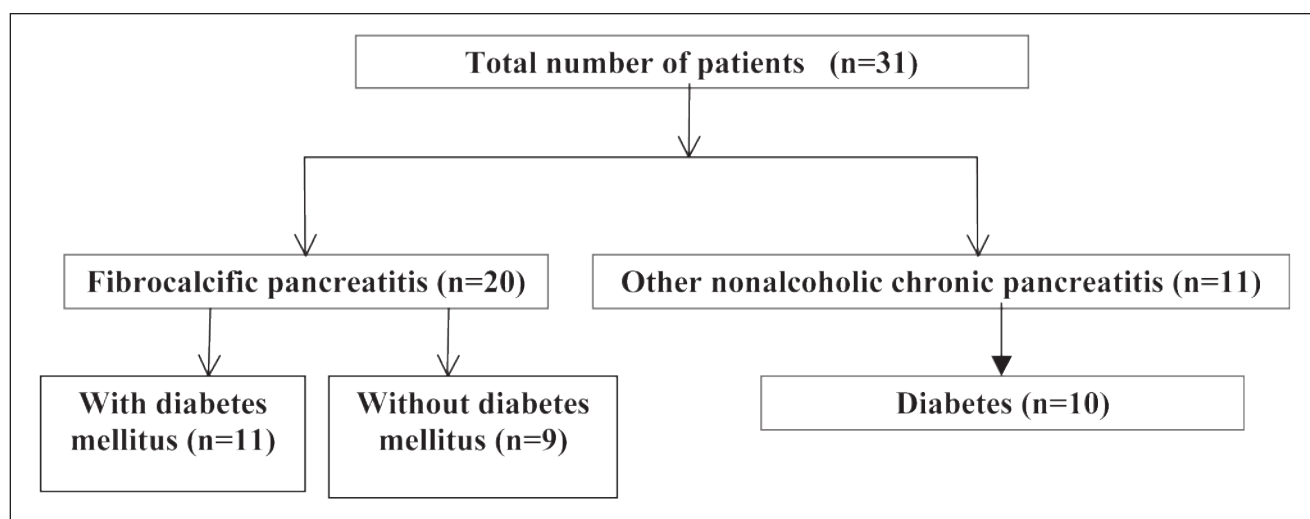 Total number of patients (n=31)
Fibrocalcific pancreatitis (n=20)
Other nonalcoholic chronic pancreatitis (n=11)
With diabetes
mellitus (n=11)
Without diabetes
mellitus (n=9)
Diabetes (n=10)